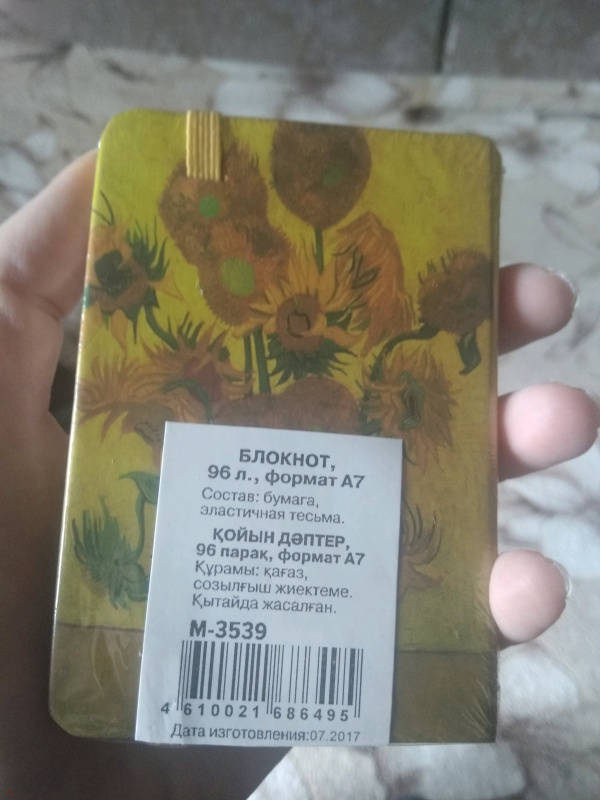 БЛОКНОТ,
96 л., формат А7
Состав: бумага,
эластичная тесьма.
ҚОЙЫН ДӘПТЕР,
96 парақ, формат А7
Құрамы: қағаз,
созылғыш жиектеме.
Қытайда жасалған.
М-3539
4 610021 686495
Дата изготовления:07.2017